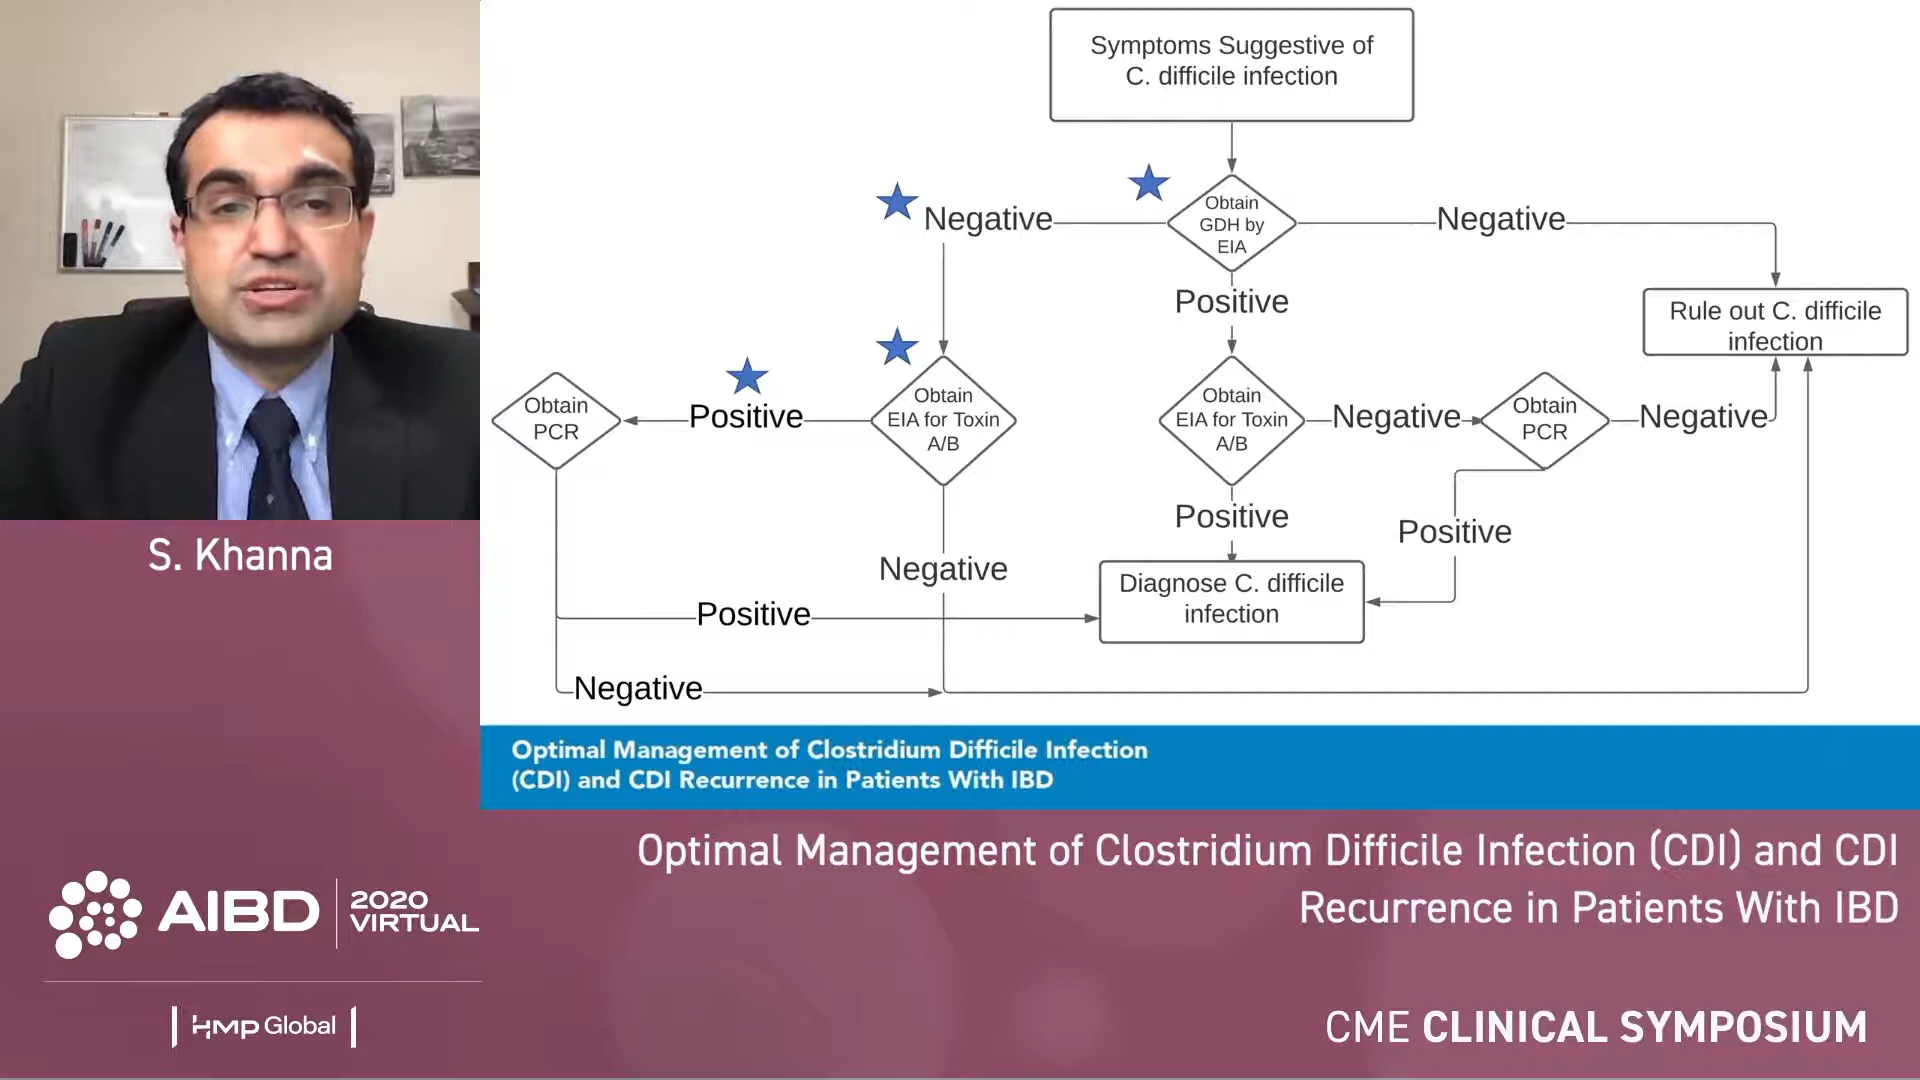 Symptoms Suggestive of
C. difficile infection
Obtain
GDH by
EIA
Negative
Negative
Positive
Rule out C. difficile
infection
Obtain
PCR
Positive
Obtain
EIA for Toxin
A/B
Obtain
EIA for Toxin
A/B
Negative
Obtain
PCR
Negative
Positive
Positive
Negative
Diagnose C. difficile
infection
Positive
Negative
Optimal Management of Clostridium Difficile Infection
(CDI) and CDI Recurrence in Patients With IBD
S. Khanna
Optimal Management of Clostridium Difficile Infection (CDI) and CDI
Recurrence in Patients With IBD
AIBD
2020
VIRTUAL
HMP Global
CME CLINICAL SYMPOSIUM